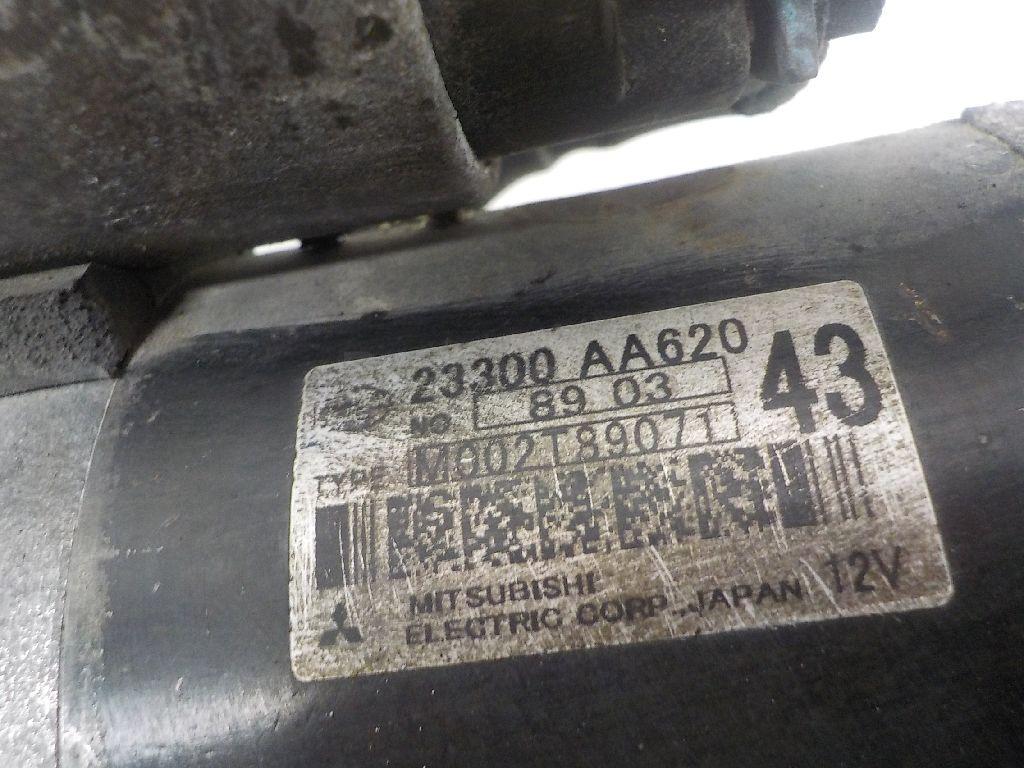 23300 AA620
43
NO. 89 03
TYPE M002T89071
MITSUBISHI
ELECTRIC CORP. JAPAN 12V